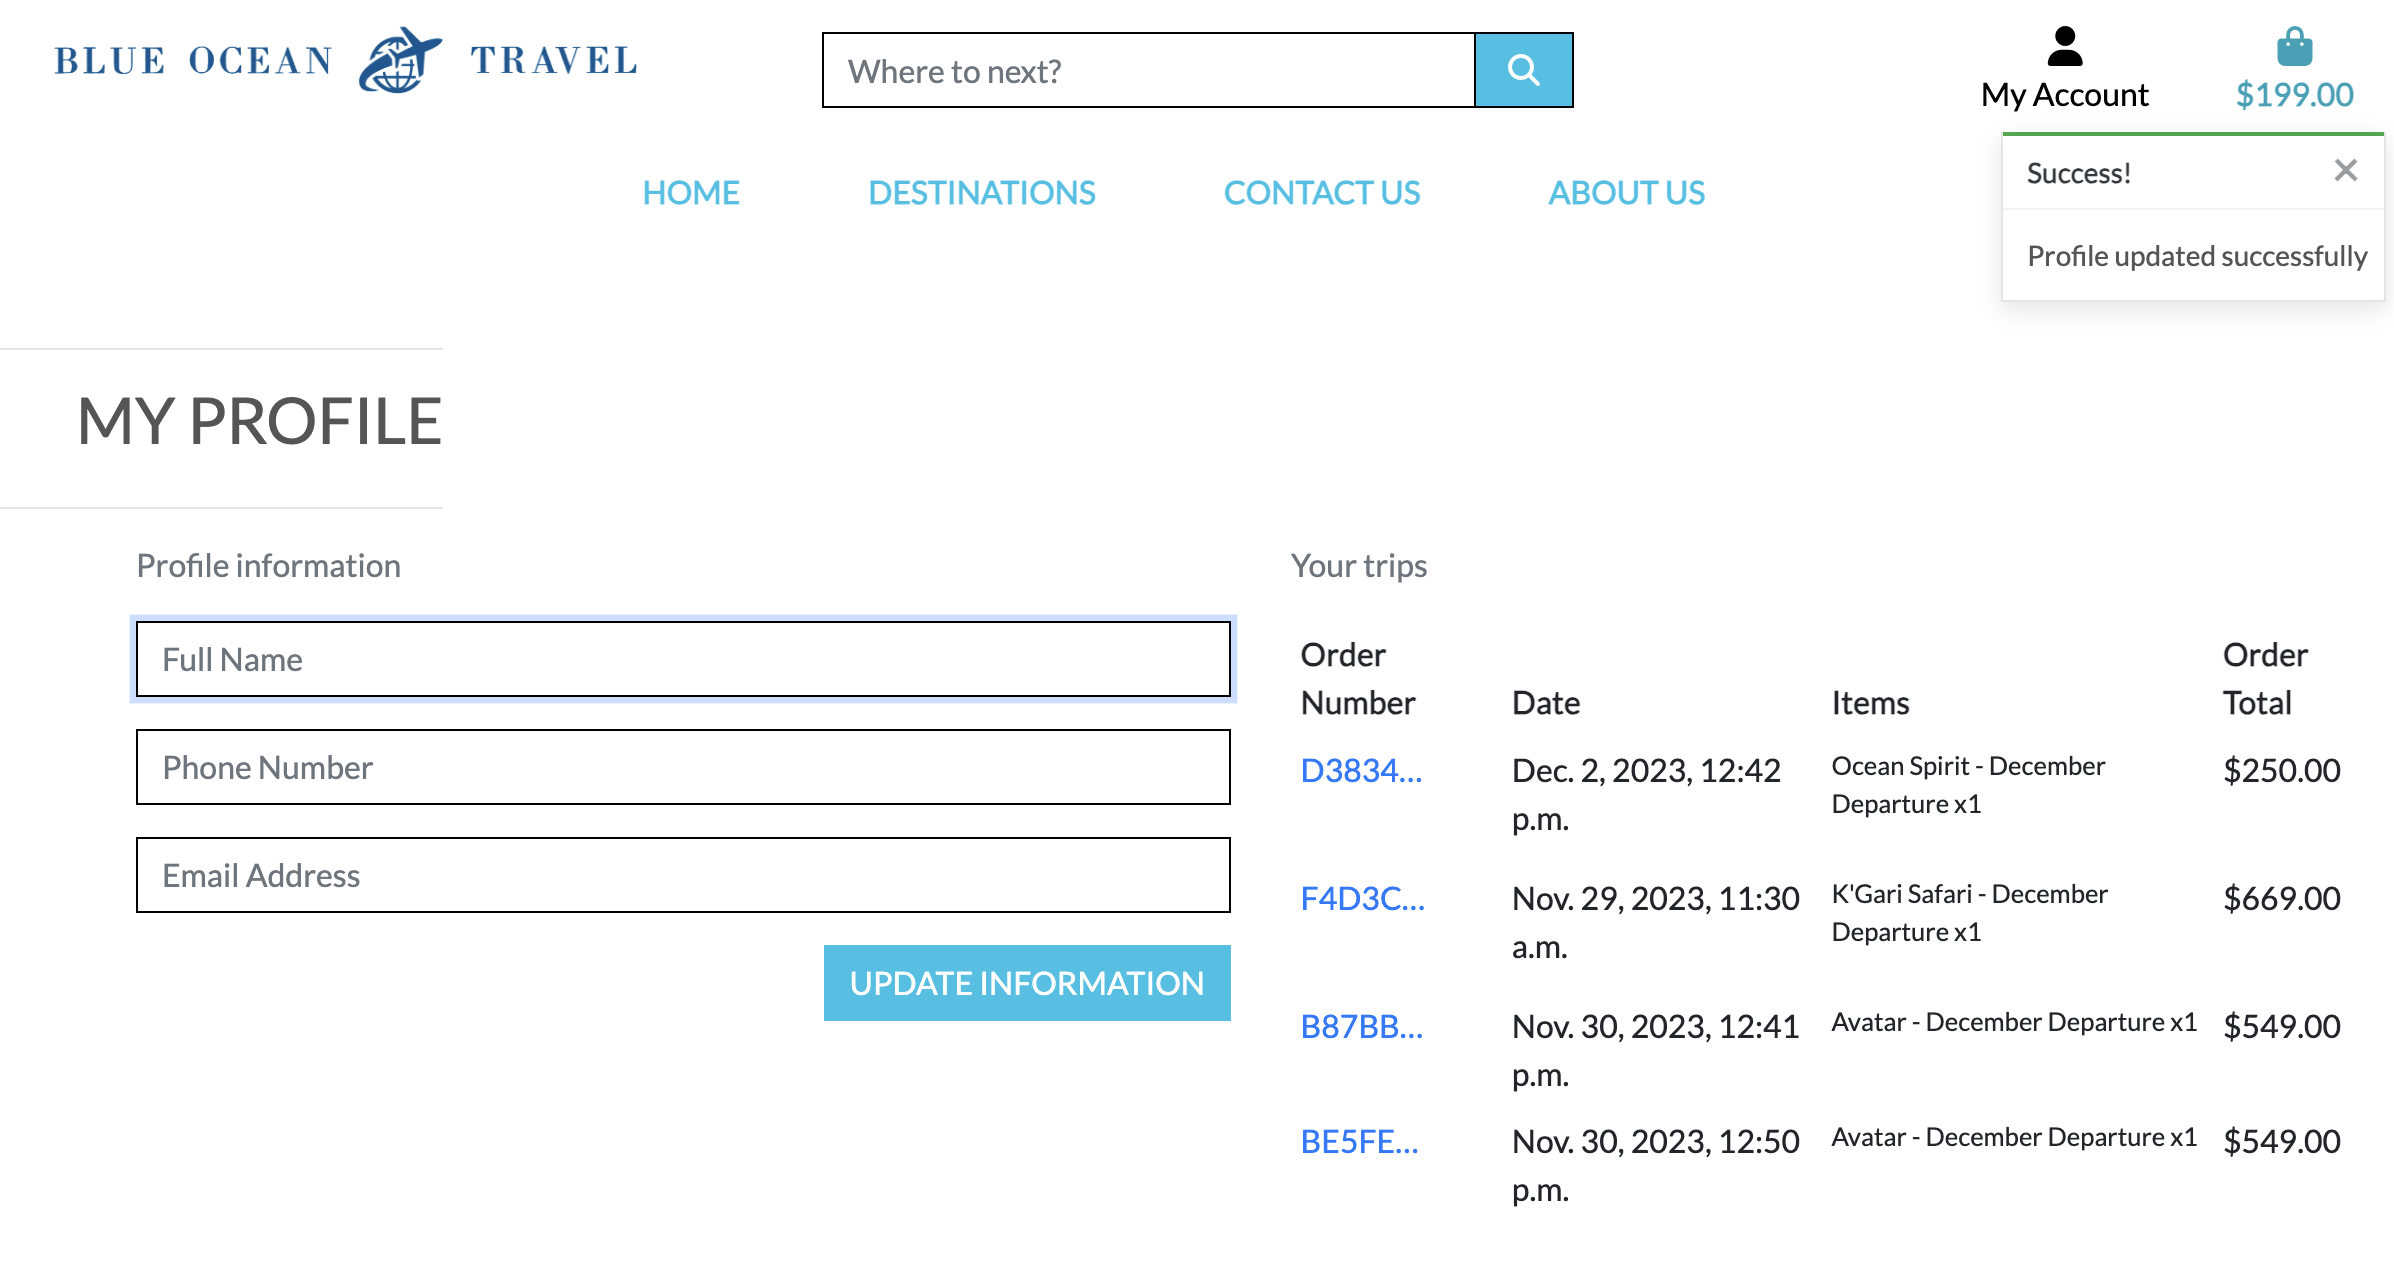 BLUE OCEAN TRAVEL
Where to next?
My Account
$199.00
Success!
Profile updated successfully
HOME
DESTINATIONS
CONTACT US
ABOUT US
MY PROFILE
Profile information
Full Name
Phone Number
Email Address
UPDATE INFORMATION
Your trips
Order
Number
Date
Items
Order
Total
D3834...
Dec. 2, 2023, 12:42
p.m.
Ocean Spirit - December
Departure x1
$250.00
F4D3C...
Nov. 29, 2023, 11:30
a.m.
K'Gari Safari - December
Departure x1
$669.00
B87BB...
Nov. 30, 2023, 12:41
p.m.
Avatar - December Departure x1
$549.00
BE5FE...
Nov. 30, 2023, 12:50
p.m.
Avatar - December Departure x1
$549.00